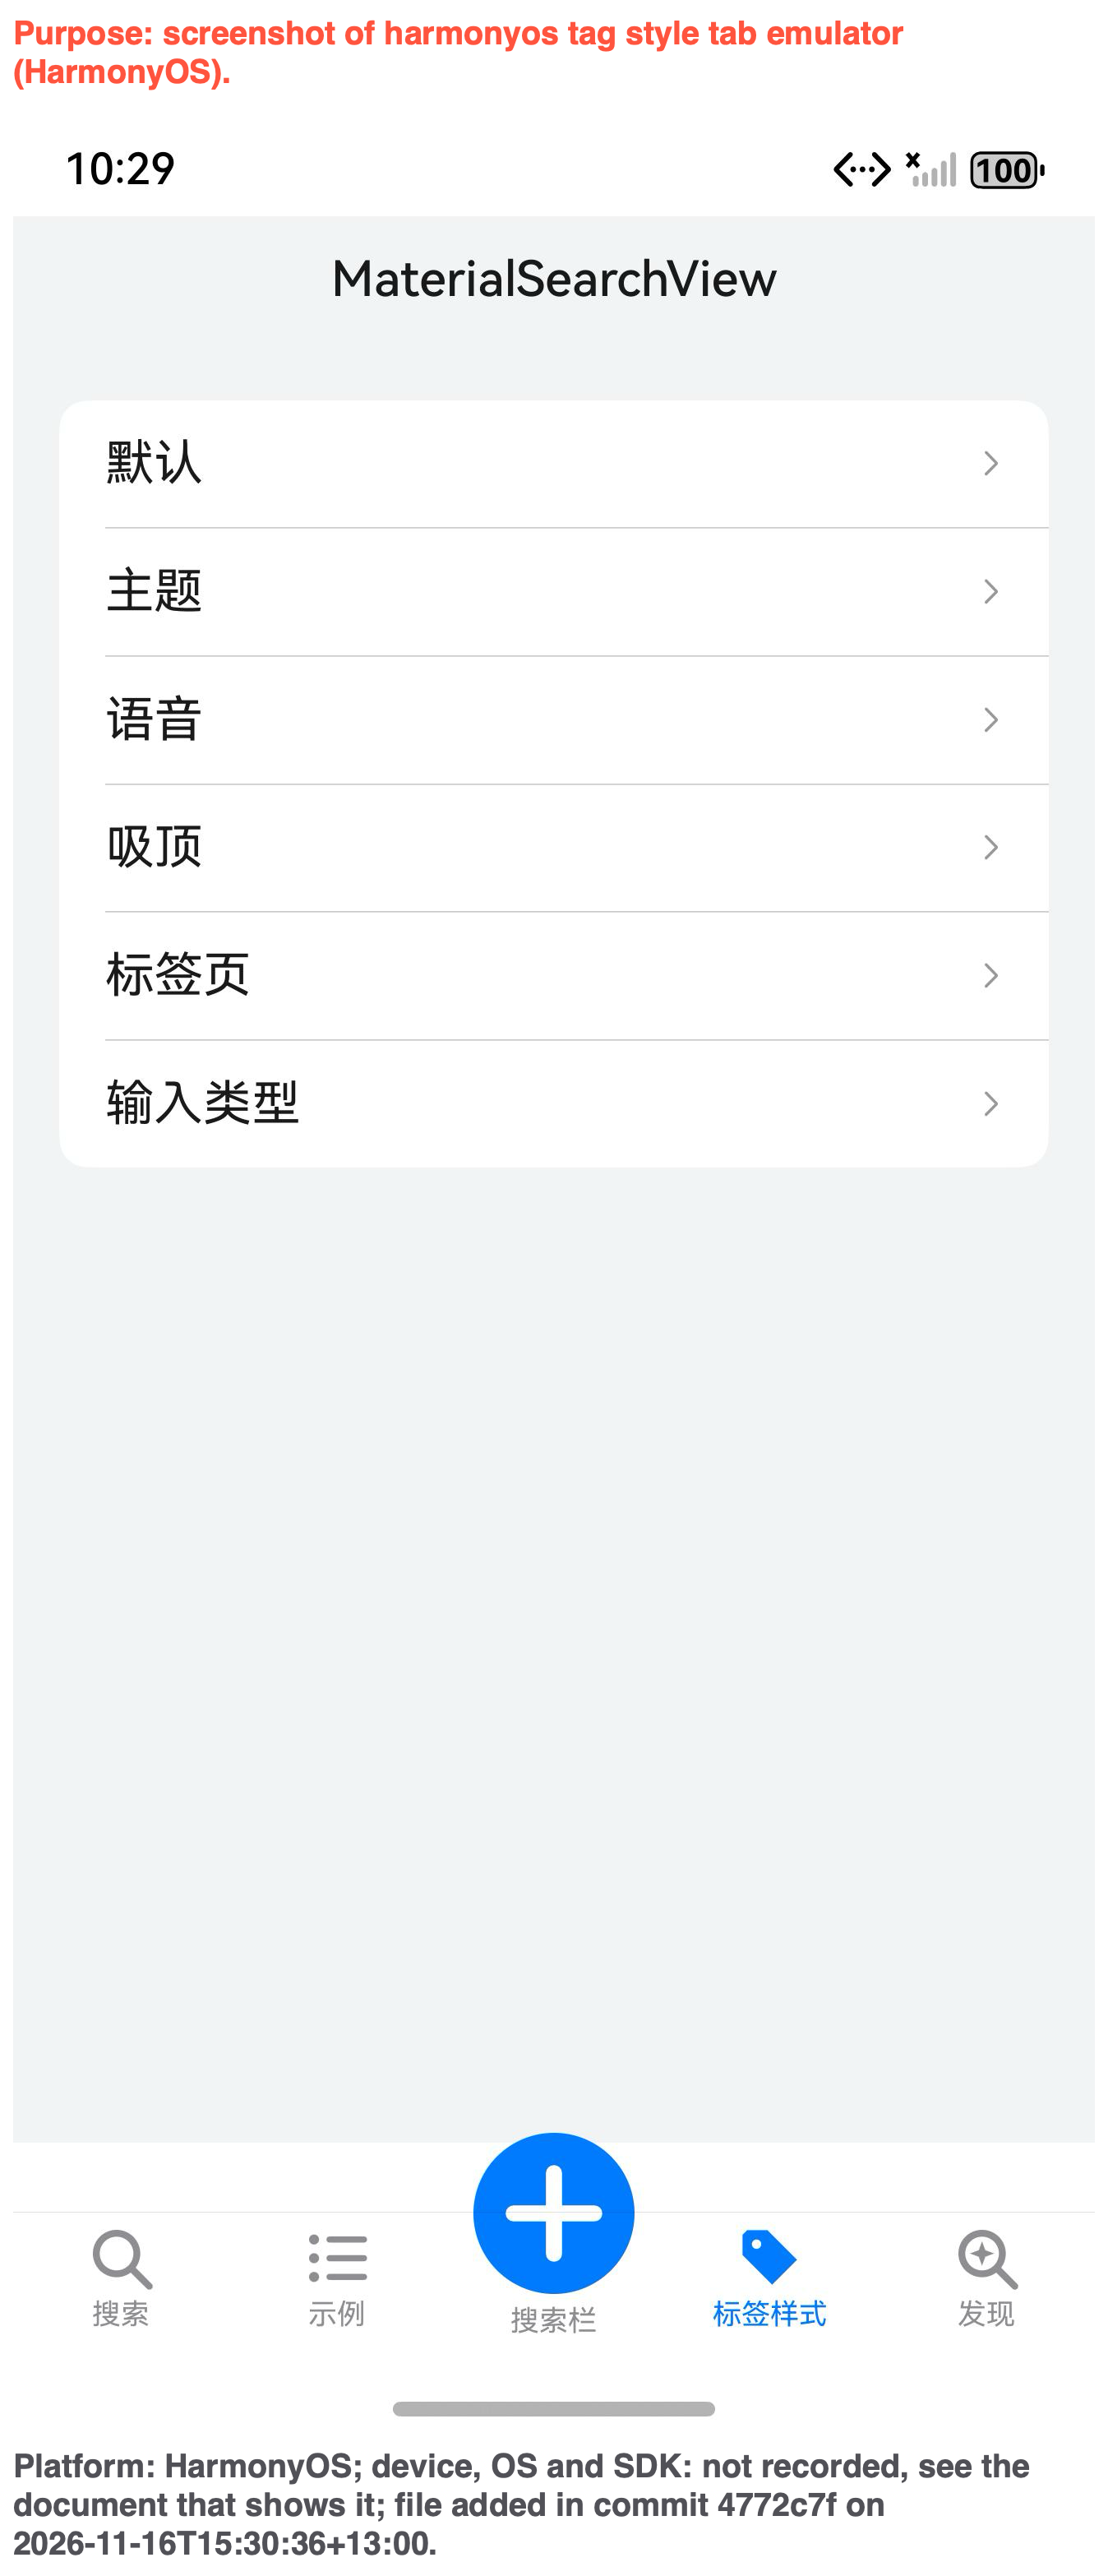 Purpose: screenshot of harmonyos tag style tab emulator
(HarmonyOS).
10:29
100
MaterialSearchView
默认
主题
语音
吸顶
标签页
输入类型
搜索
示例
搜索栏
标签样式
发现
Platform: HarmonyOS; device, OS and SDK: not recorded, see the
document that shows it; file added in commit 4772c7f on
2026-11-16T15:30:36+13:00.